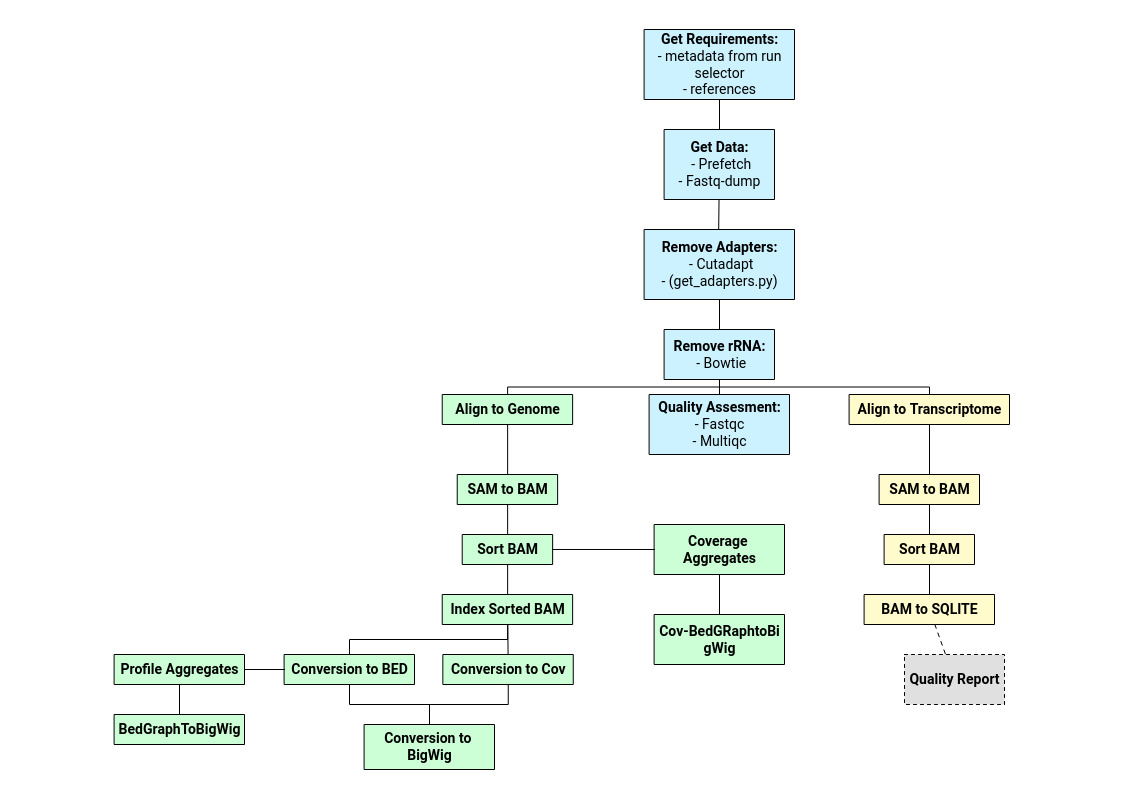 Get Requirements:
- metadata from run
selector
- references
Get Data:
- Prefetch
- Fastq-dump
Remove Adapters:
- Cutadapt
- (get_adapters.py)
Remove rRNA:
- Bowtie
Align to Genome
Quality Assesment:
- Fastqc
- Multiqc
Align to Transcriptome
SAM to BAM
SAM to BAM
Sort BAM
Coverage
Aggregates
Sort BAM
Index Sorted BAM
Cov-BedGRaphtoBi
gWig
BAM to SQLITE
Profile Aggregates
Conversion to BED
Conversion to Cov
Quality Report
BedGraphToBigWig
Conversion to
BigWig